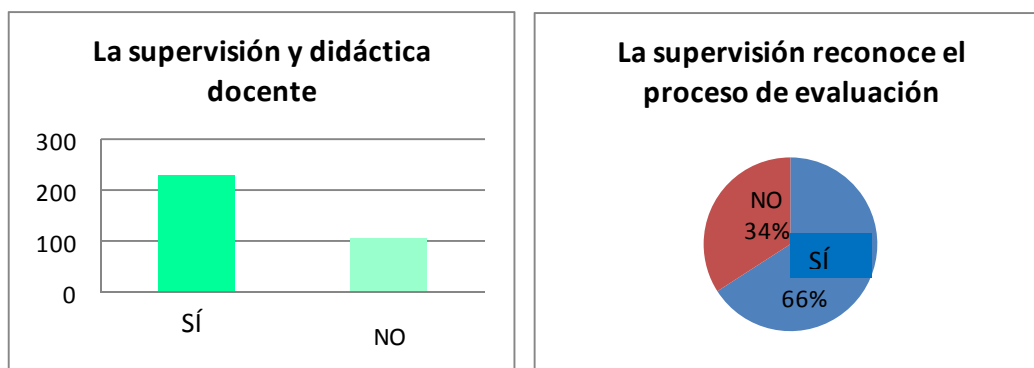 La supervisión y didáctica
docente
300
200
100
0
SÍ
NO
La supervisión reconoce el
proceso de evaluación
NO
34%
SÍ
66%